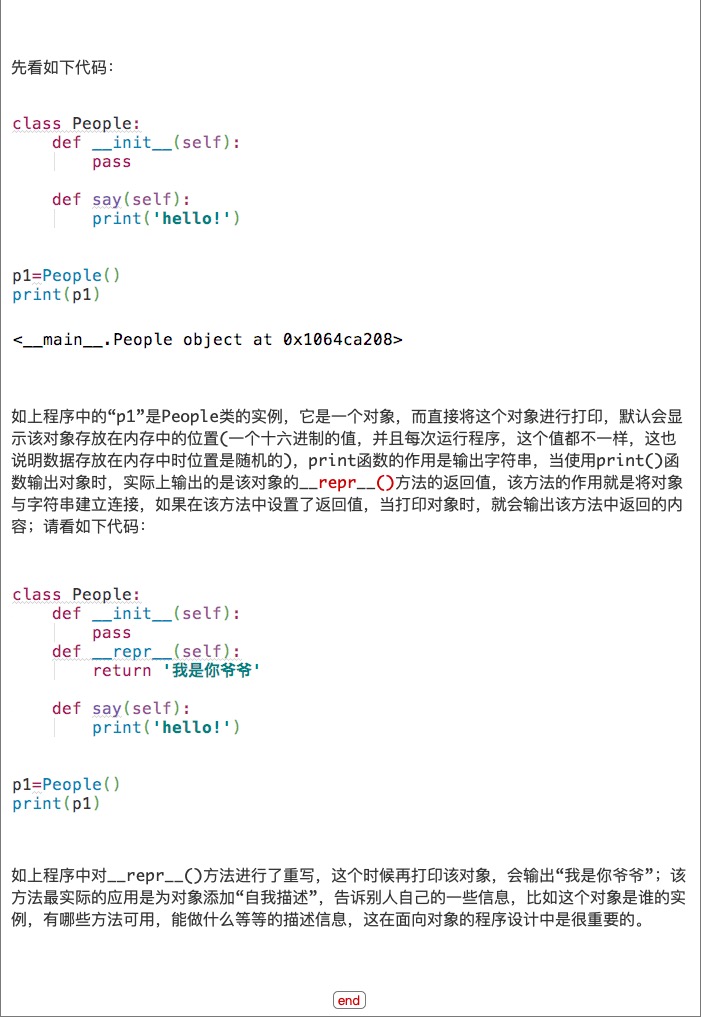 先看如下代码：
class People:
    def __init__(self):
        pass
    def say(self):
        print('hello!')
p1=People()
print(p1)
<__main__.People object at 0x1064ca208>
如上程序中的“p1”是People类的实例，它是一个对象，而直接将这个对象进行打印，默认会显
示该对象存放在内存中的位置(一个十六进制的值，并且每次运行程序，这个值都不一样，这也
说明数据存放在内存中时位置是随机的)，print函数的作用是输出字符串，当使用print()函
数输出对象时，实际上输出的是该对象的__repr__()方法的返回值，该方法的作用就是将对象
与字符串建立连接，如果在该方法中设置了返回值，当打印对象时，就会输出该方法中返回的内
容；请看如下代码：
class People:
    def __init__(self):
        pass
    def __repr__(self):
        return '我是你爷爷'
    def say(self):
        print('hello!')
p1=People()
print(p1)
如上程序中对__repr__()方法进行了重写，这个时候再打印该对象，会输出“我是你爷爷”；该
方法最实际的应用是为对象添加“自我描述”，告诉别人自己的一些信息，比如这个对象是谁的实
例，有哪些方法可用，能做什么等等的描述信息，这在面向对象的程序设计中是很重要的。
end